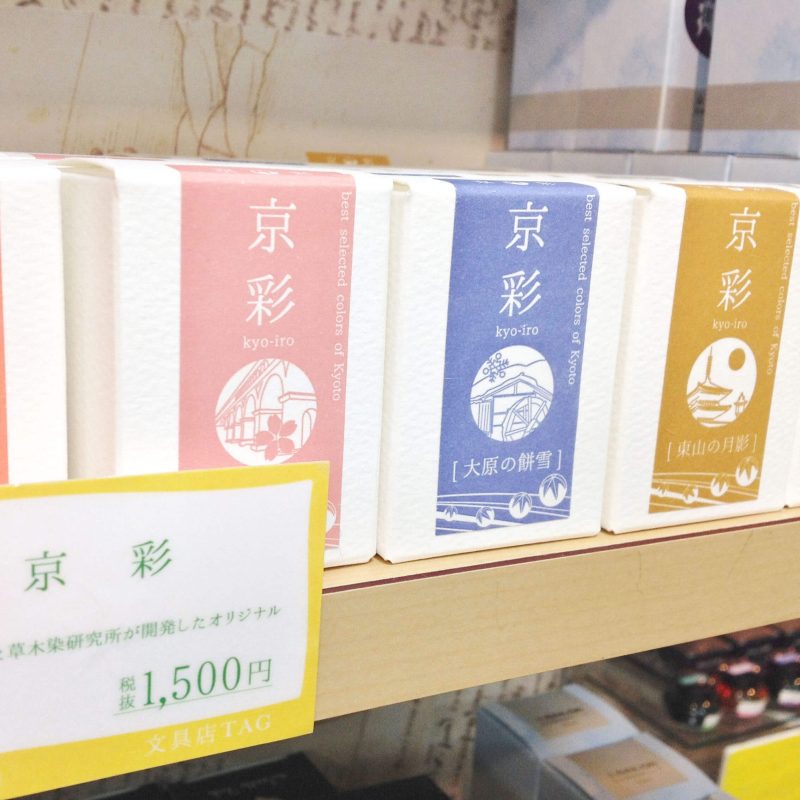 京彩
kyo-iro
best selected colors of Kyoto
京彩
kyo-iro
best selected colors of Kyoto
[大原の餅雪]
京彩
kyo-iro
best selected colors of Kyoto
[東山の月影]
京 彩
草木染研究所が開発したオリジナル
税抜1,500円
文具店TAG